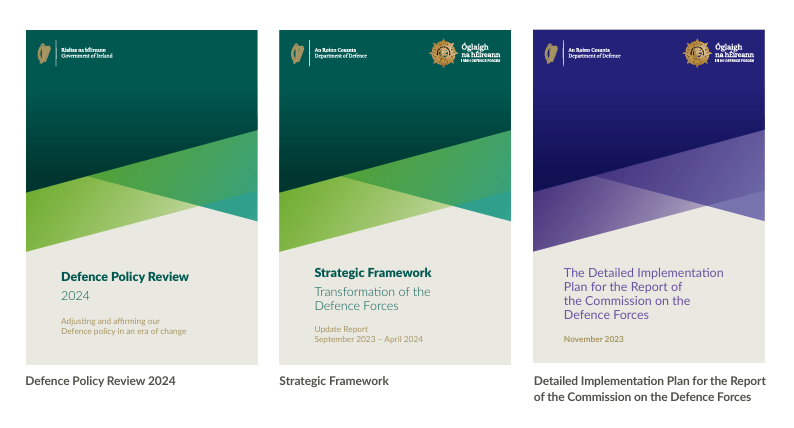 Rialtas na hÉireann
Government of Ireland
Defence Policy Review
2024
Adjusting and affirming our
Defence policy in an era of change
Defence Policy Review 2024
An Roinn Cosanta
Department of Defence
Óglaigh
na hÉireann
IRISH DEFENCE FORCES
Strategic Framework
Transformation of the
Defence Forces
Update Report
September 2023 – April 2024
Strategic Framework
An Roinn Cosanta
Department of Defence
Óglaigh
na hÉireann
IRISH DEFENCE FORCES
The Detailed Implementation
Plan for the Report of
the Commission on the
Defence Forces
November 2023
Detailed Implementation Plan for the Report
of the Commission on the Defence Forces